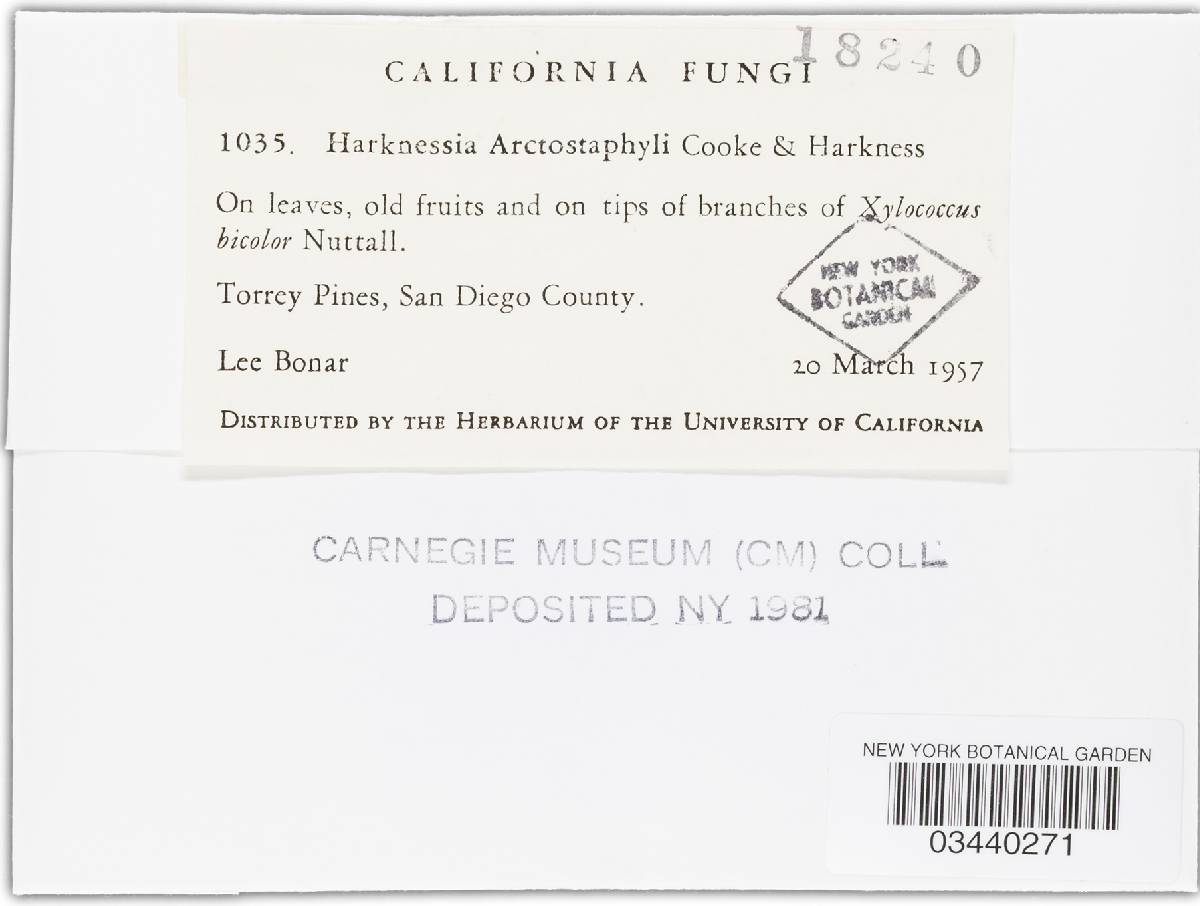 18240
CALIFORNIA FUNGI
1035. Harknessia Arctostaphyli Cooke & Harkness
On leaves, old fruits and on tips of branches of Xylococcus
bicolor Nuttall.
NEW YORK
BOTANICAL
GARDEN
Torrey Pines, San Diego County.
Lee Bonar 20 March 1957
DISTRIBUTED BY THE HERBARIUM OF THE UNIVERSITY OF CALIFORNIA
CARNEGIE MUSEUM (CM) COLL.
DEPOSITED NY 1981
NEW YORK BOTANICAL GARDEN
03440271